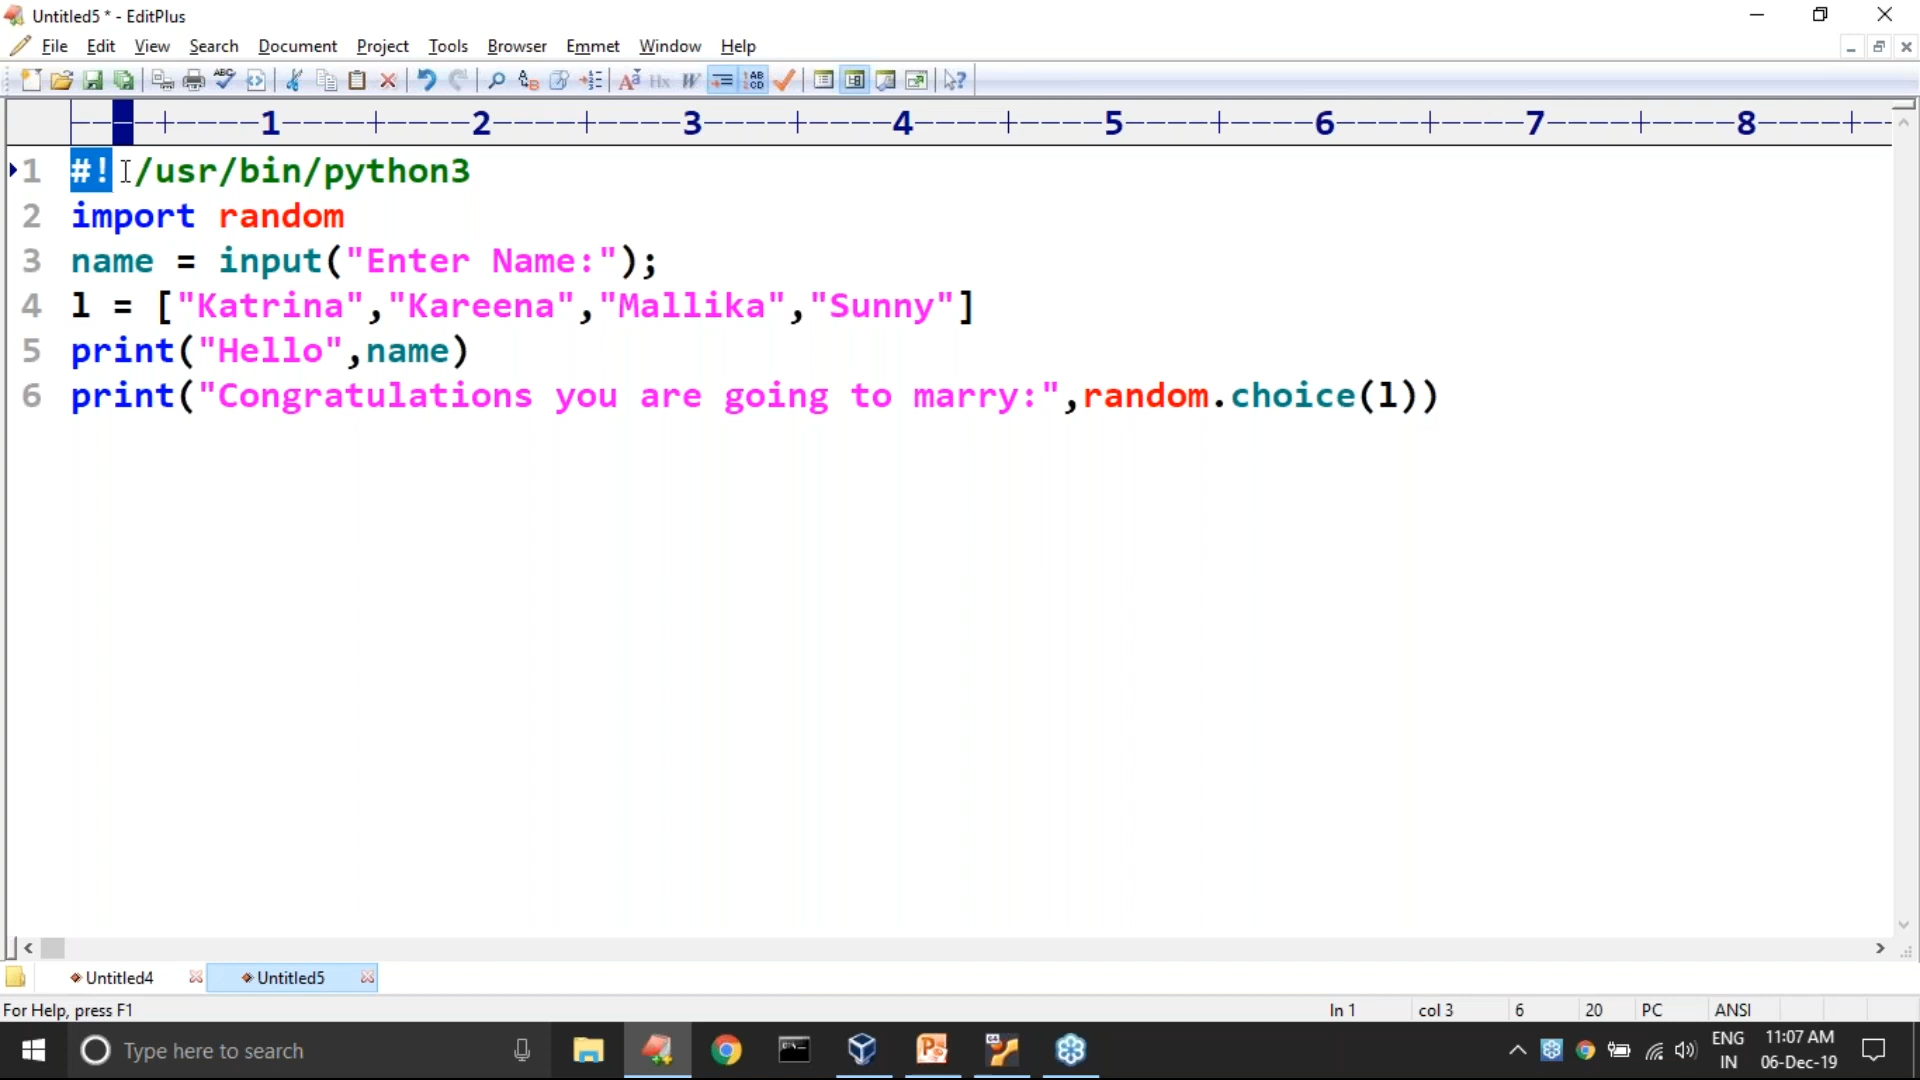 Untitled5 * - EditPlus
File Edit View Search Document Project Tools Browser Emmet Window Help
1 2 3 4 5 6 7 8
1 #! /usr/bin/python3
2 import random
3 name = input("Enter Name:");
4 l = ["Katrina","Kareena","Mallika","Sunny"]
5 print("Hello",name)
6 print("Congratulations you are going to marry:",random.choice(l))
Untitled4 Untitled5
For Help, press F1 ln 1 col 3 6 20 PC ANSI
Type here to search
ENG IN
11:07 AM
06-Dec-19